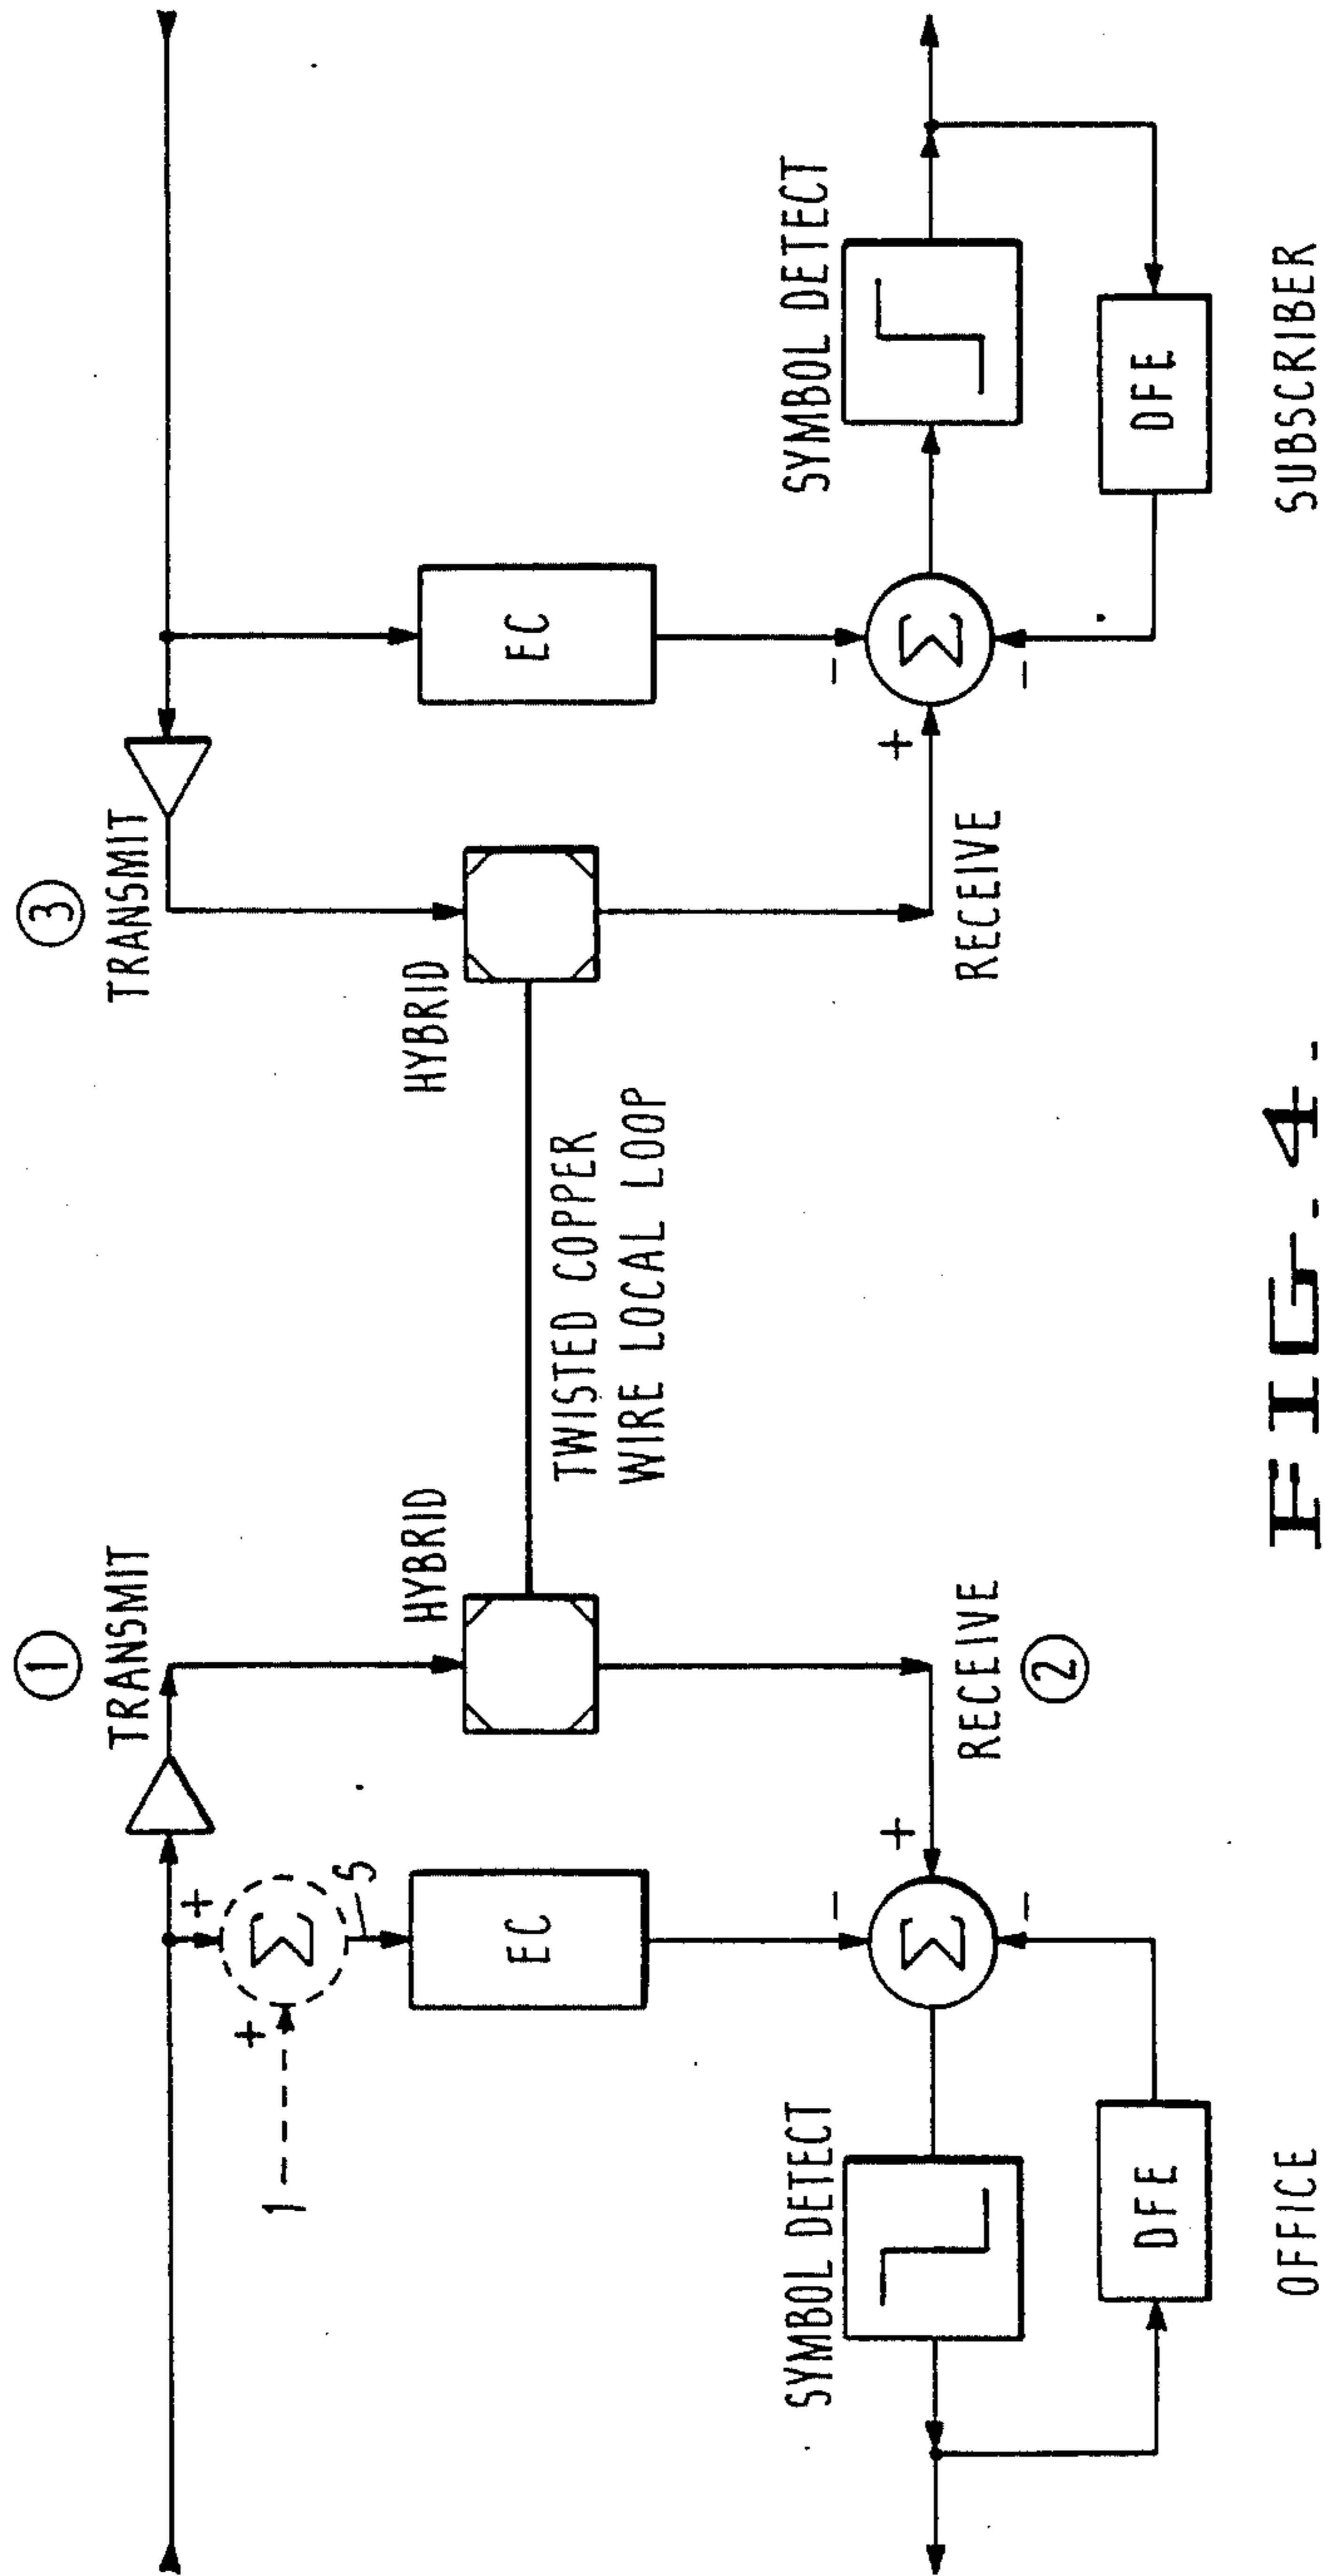 ①
TRANSMIT
③
TRANSMIT
+
Σ
+
1
S
EC
HYBRID
HYBRID
EC
TWISTED COPPER
WIRE LOCAL LOOP
SYMBOL DETECT
-
+
Σ
-
RECEIVE
②
RECEIVE
+
-
Σ
-
SYMBOL DETECT
DFE
DFE
OFFICE
SUBSCRIBER
FIG. 4.